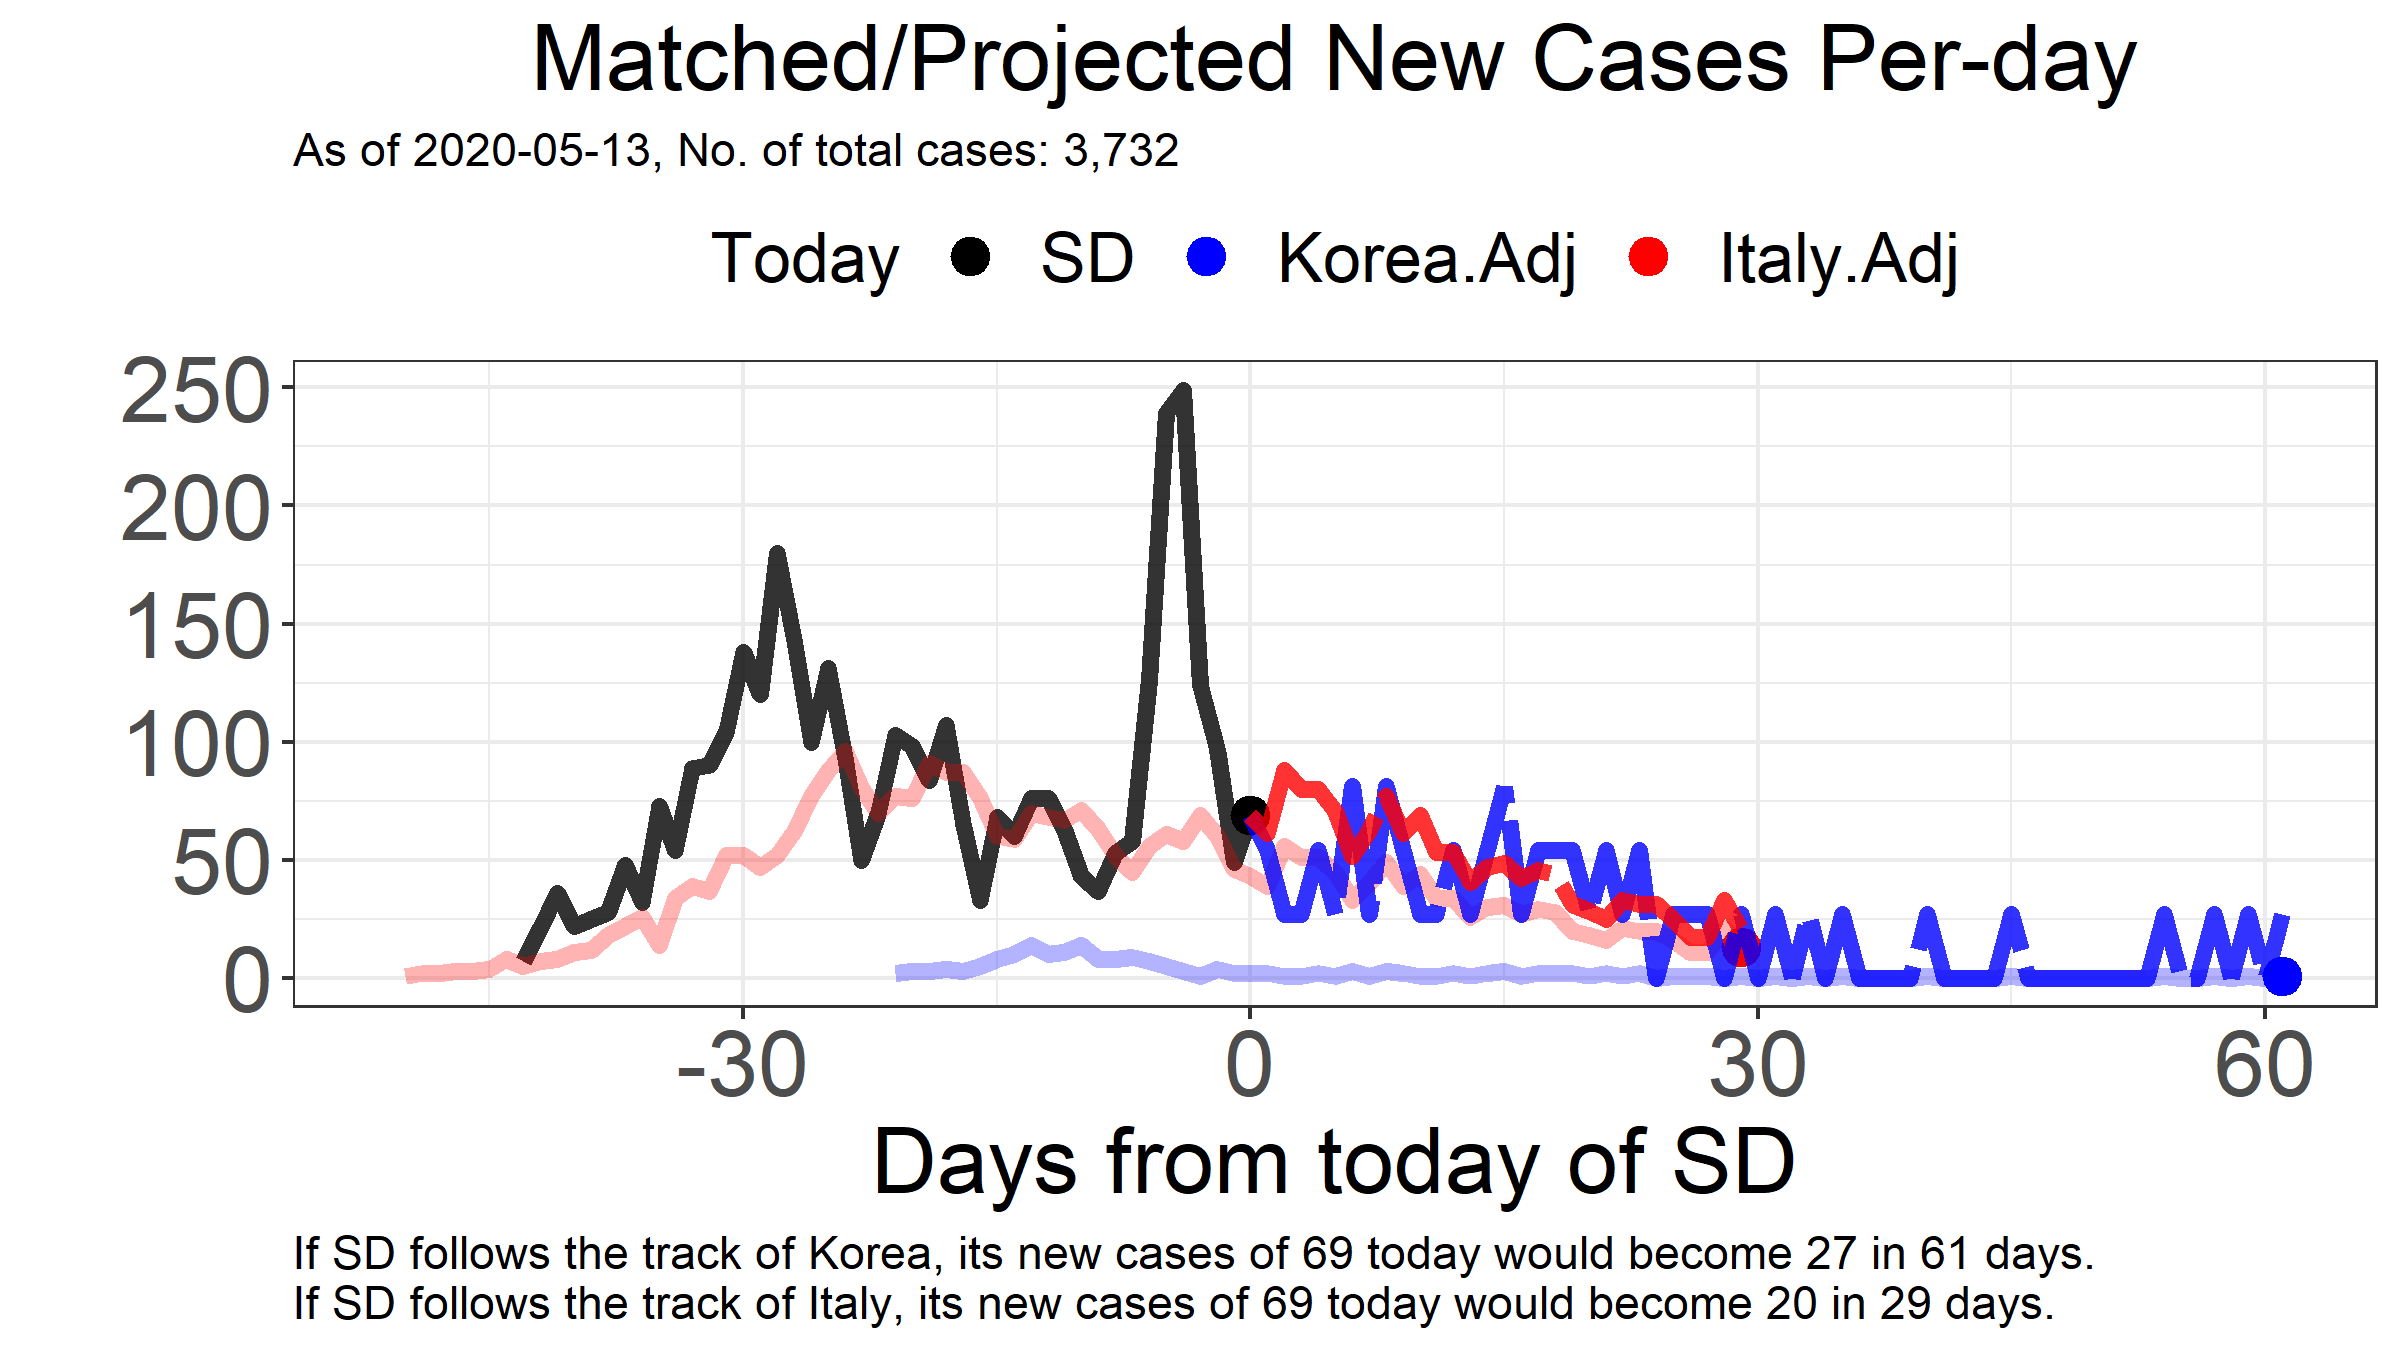 Matched/Projected New Cases Per-day
As of 2020-05-13, No. of total cases: 3,732
Today SD Korea.Adj Italy.Adj
250
200
150
100
50
0
-30 0 30 60
Days from today of SD
If SD follows the track of Korea, its new cases of 69 today would become 27 in 61 days.
If SD follows the track of Italy, its new cases of 69 today would become 20 in 29 days.